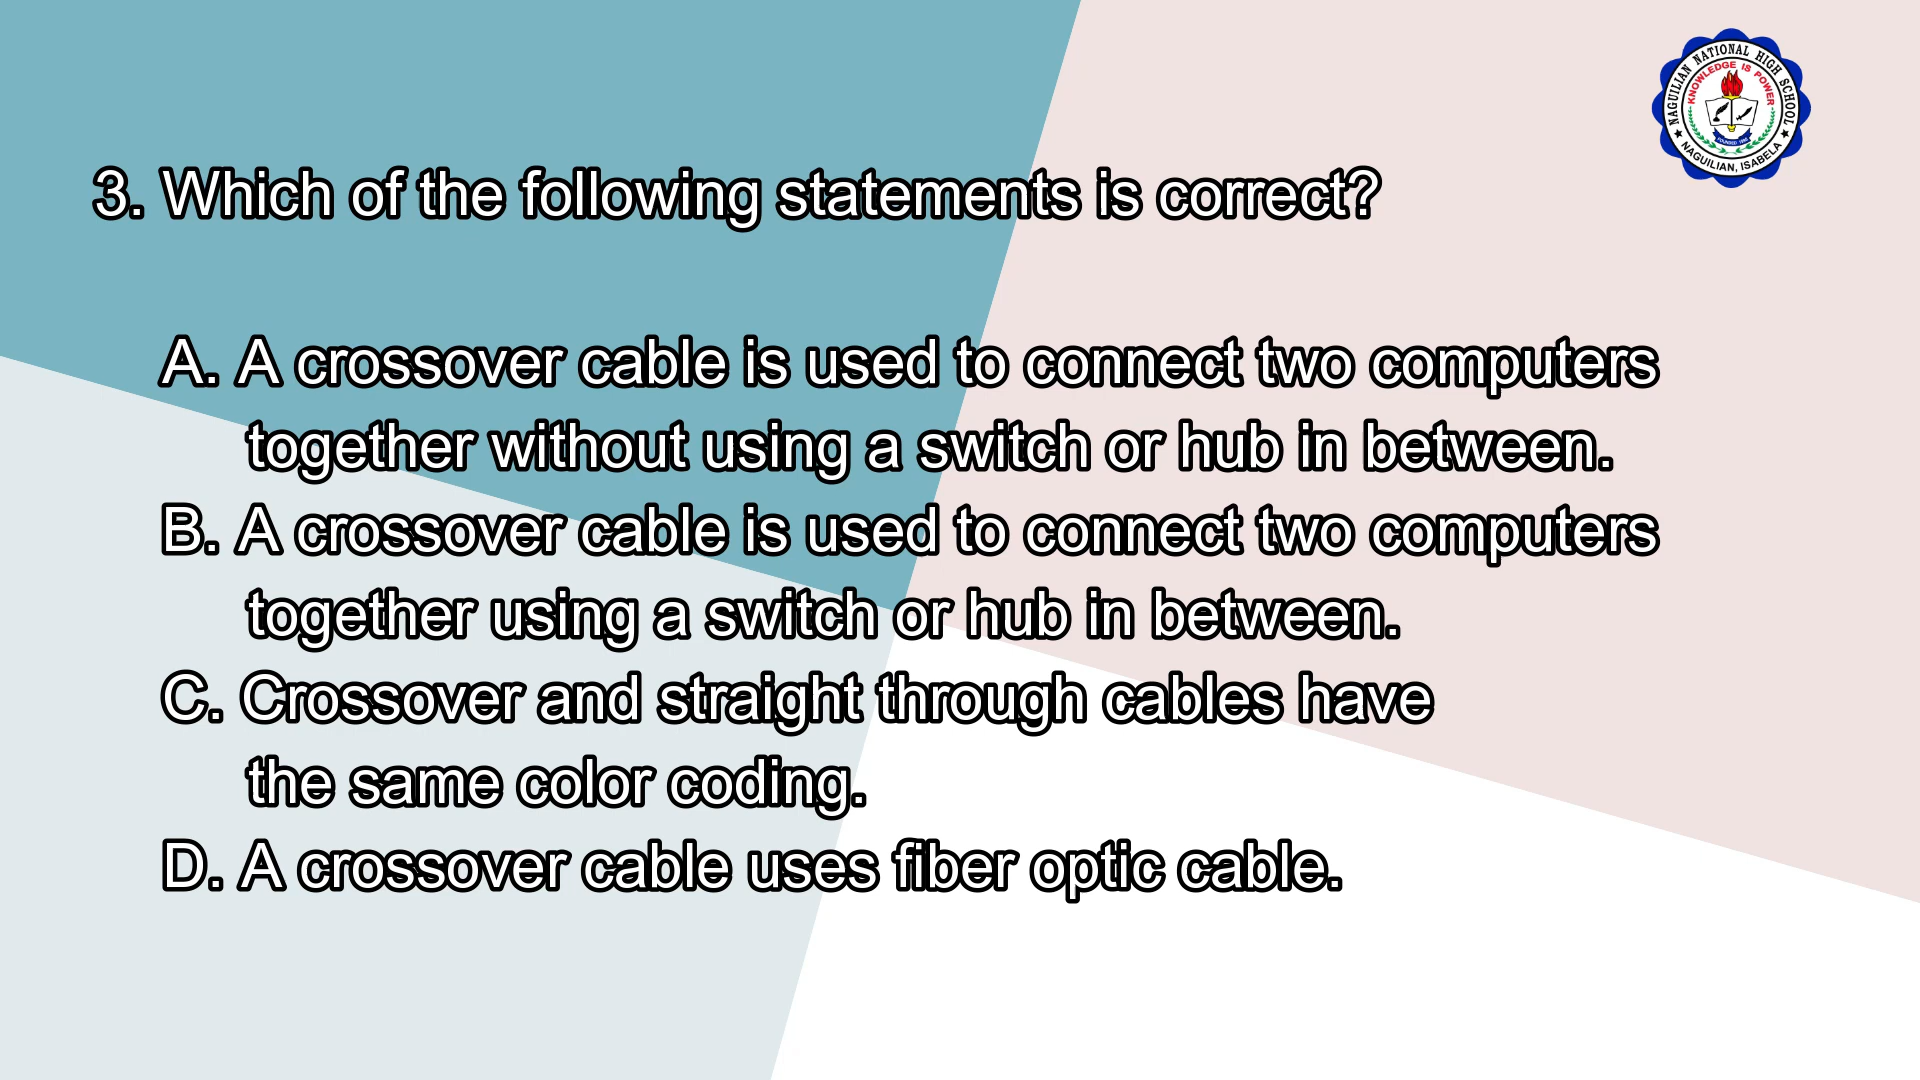 NAGUILIAN NATIONAL HIGH SCHOOL
KNOWLEDGE IS POWER
NAGUILIAN, ISABELA
3. Which of the following statements is correct?
A. A crossover cable is used to connect two computers
together without using a switch or hub in between.
B. A crossover cable is used to connect two computers
together using a switch or hub in between.
C. Crossover and straight through cables have
the same color coding.
D. A crossover cable uses fiber optic cable.